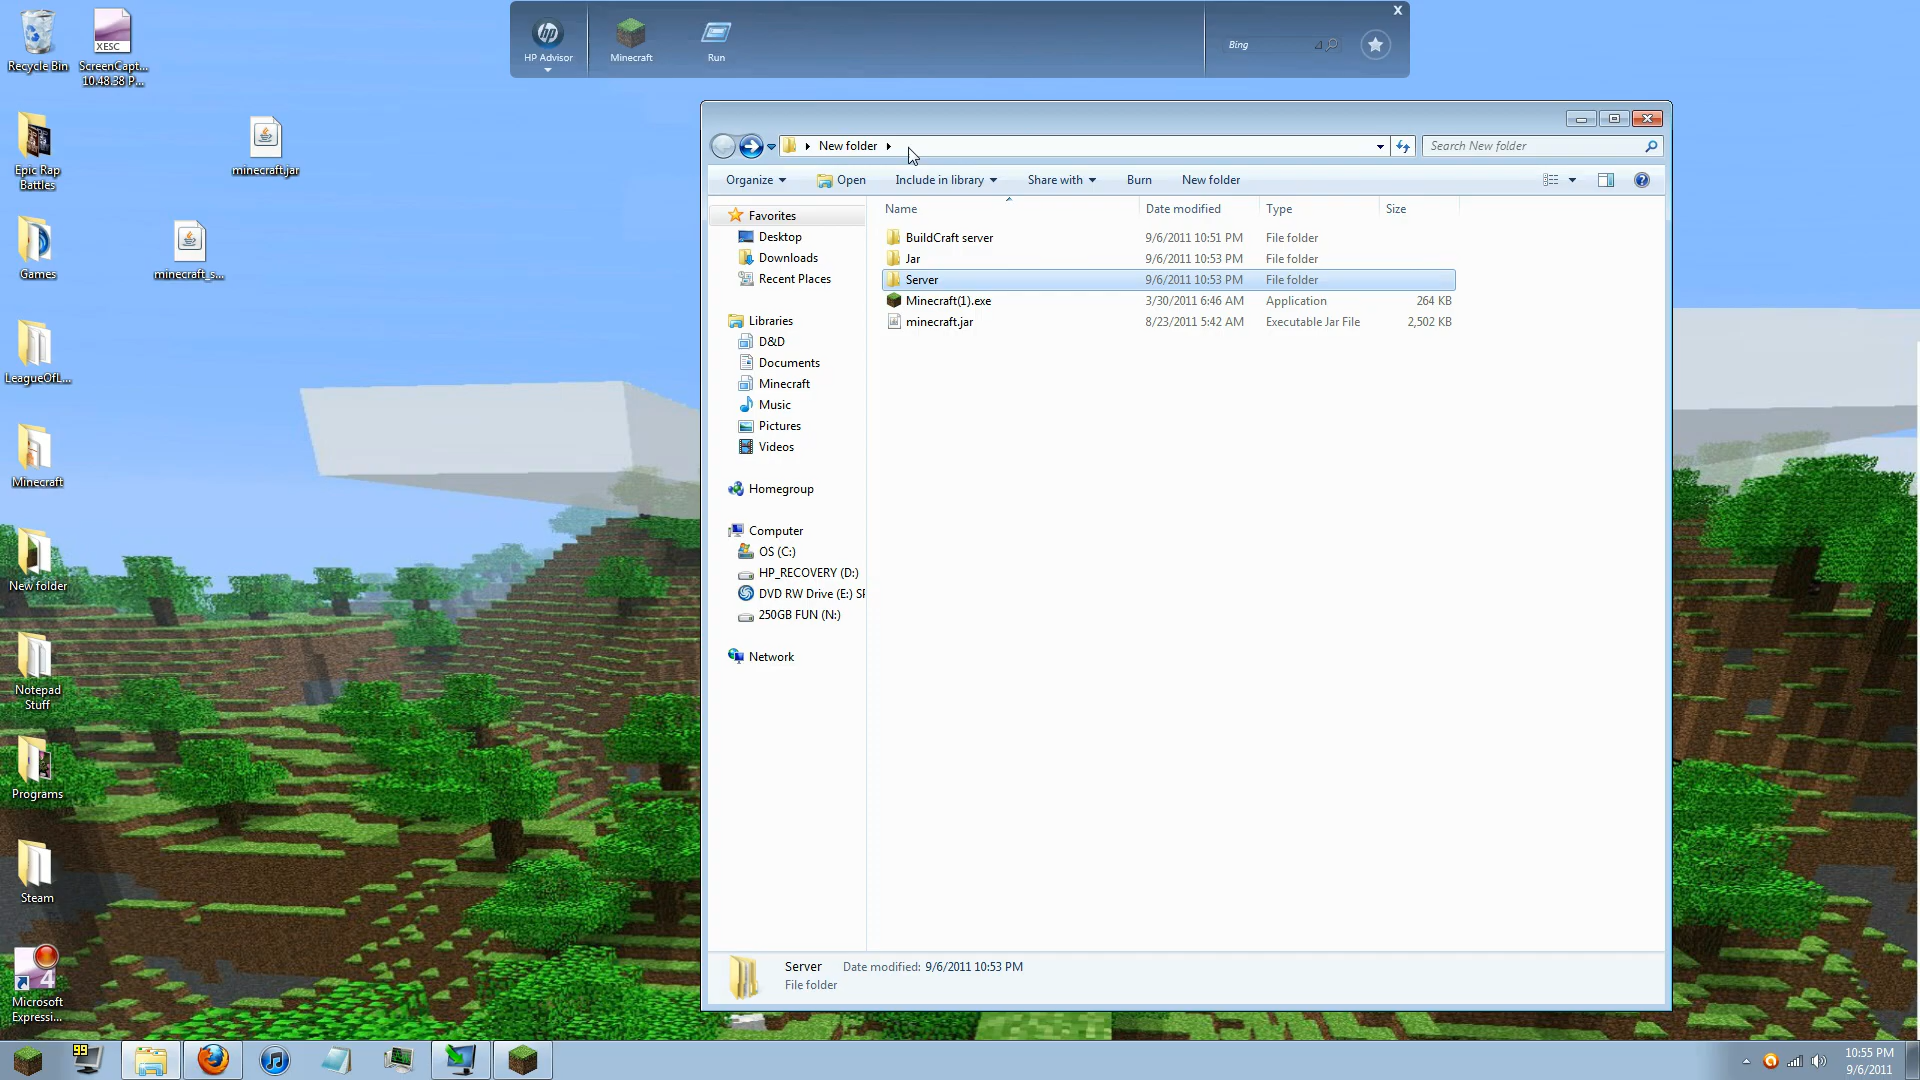 Recycle Bin
XESC
ScreenCapt...
10.48.38 P...
Epic Rap
Battles
minecraft.jar
Games
minecraft_s...
LeagueOfL...
Minecraft
New folder
Notepad
Stuff
Programs
Steam
4
Microsoft
Expressi...
hp
HP Advisor
Minecraft
Run
Bing
x
New folder
Search New folder
Organize
Open
Include in library
Share with
Burn
New folder
Favorites
Desktop
Downloads
Recent Places
Libraries
D&D
Documents
Minecraft
Music
Pictures
Videos
Homegroup
Computer
OS (C:)
HP_RECOVERY (D:)
DVD RW Drive (E:) SP
250GB FUN (N:)
Network
Name Date modified Type Size
BuildCraft server 9/6/2011 10:51 PM File folder
Jar 9/6/2011 10:53 PM File folder
Server 9/6/2011 10:53 PM File folder
Minecraft(1).exe 3/30/2011 6:46 AM Application 264 KB
minecraft.jar 8/23/2011 5:42 AM Executable Jar File 2,502 KB
Server Date modified: 9/6/2011 10:53 PM
File folder
99
10:55 PM
9/6/2011